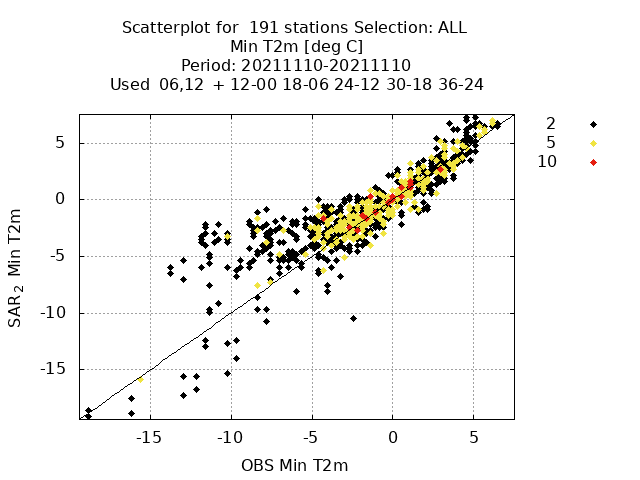 Scatterplot for  191 stations Selection: ALL
Min T2m [deg C]
Period: 20211110-20211110
Used  06,12  + 12-00 18-06 24-12 30-18 36-24
2
5
10
5
0
-5
-10
-15
SAR2  Min T2m
-15 -10 -5 0 5
OBS Min T2m